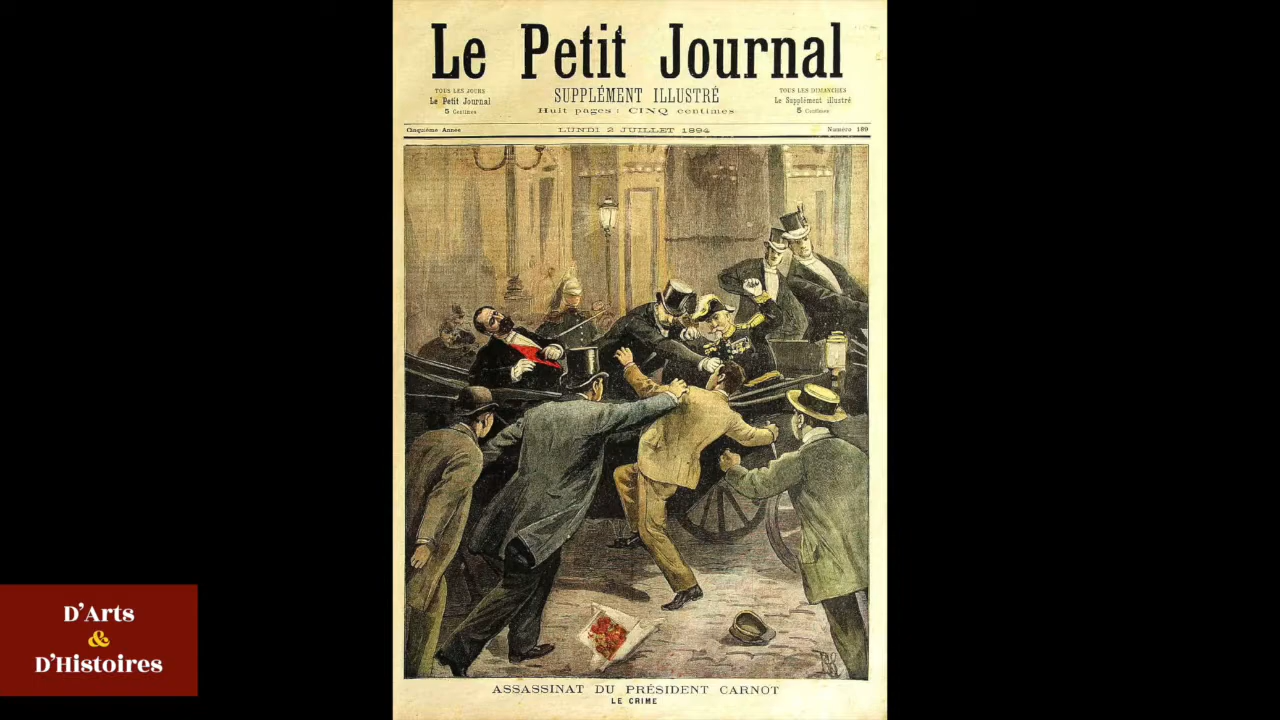 Le Petit Journal
TOUS LES JOURS
Le Petit Journal
5 Centimes
SUPPLÉMENT ILLUSTRÉ
Huit pages : CINQ centimes
TOUS LES DIMANCHES
Le Supplément illustré
5 Centimes
Cinquième Année
LUNDI 2 JUILLET 1894
Numéro 189
ASSASSINAT DU PRÉSIDENT CARNOT
LE CRIME
D'Arts
&
D'Histoires